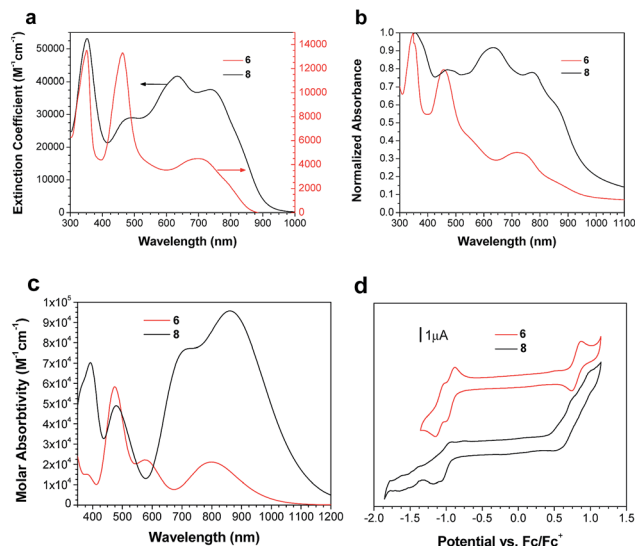 a
Extinction Coefficient (M⁻¹cm⁻¹)
50000
40000
30000
20000
10000
0
6
8
14000
12000
10000
8000
6000
4000
2000
0
300 400 500 600 700 800 900 1000
Wavelength (nm)
b
Normalized Absorbance
1.0
0.9
0.8
0.7
0.6
0.5
0.4
0.3
0.2
0.1
0.0
6
8
300 400 500 600 700 800 900 1000 1100
Wavelength (nm)
c
Molar Absorbtivity (M⁻¹cm⁻¹)
1x10⁵
9x10⁴
8x10⁴
7x10⁴
6x10⁴
5x10⁴
4x10⁴
3x10⁴
2x10⁴
1x10⁴
0
6
8
400 500 600 700 800 900 1000 1100 1200
Wavelength (nm)
d
1μA
6
8
-2.0 -1.5 -1.0 -0.5 0.0 0.5 1.0 1.5
Potential vs. Fc/Fc⁺